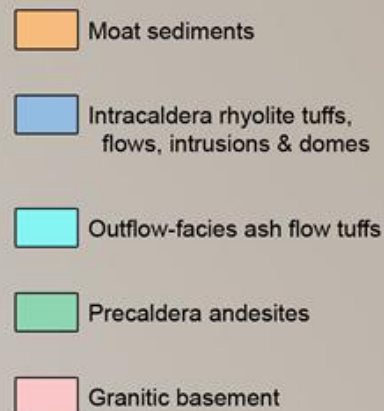 Moat sediments
Intracaldera rhyolite tuffs,
flows, intrusions & domes
Outflow-facies ash flow tuffs
Precaldera andesites
Granitic basement